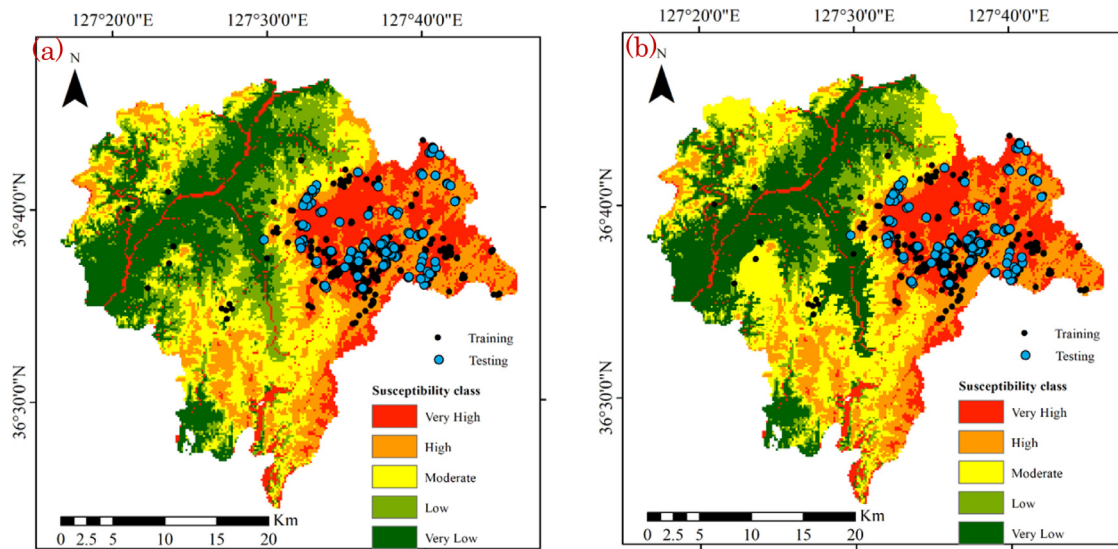 127°20'0"E 127°30'0"E 127°40'0"E
(a)
N
36°40'0"N
36°30'0"N
Training
Testing
Susceptibility class
Very High
High
Moderate
Low
Very Low
Km
0 2.5 5 10 15 20
127°20'0"E 127°30'0"E 127°40'0"E
(b)
N
36°40'0"N
36°30'0"N
Training
Testing
Susceptibility class
Very High
High
Moderate
Low
Very Low
Km
0 2.5 5 10 15 20